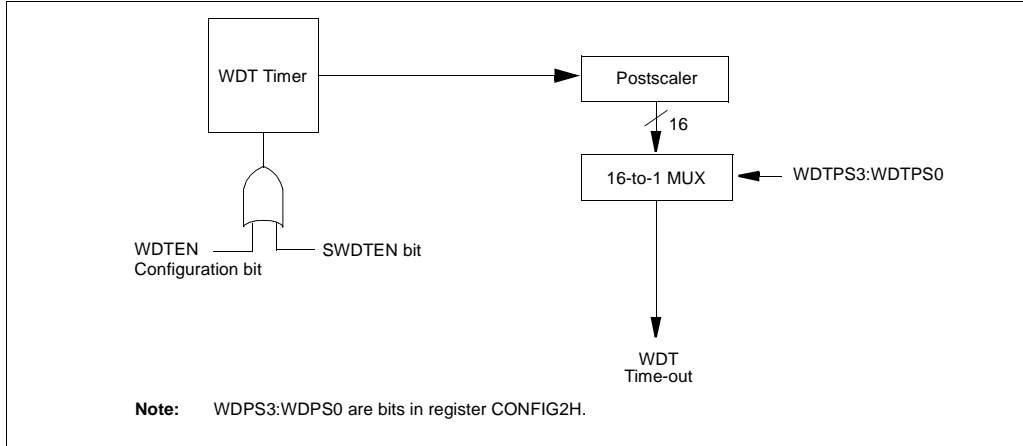 WDT Timer
Postscaler
16
16-to-1 MUX
WDTPS3:WDTPS0
WDTEN
Configuration bit
SWDTEN bit
WDT
Time-out
Note: WDPS3:WDPS0 are bits in register CONFIG2H.